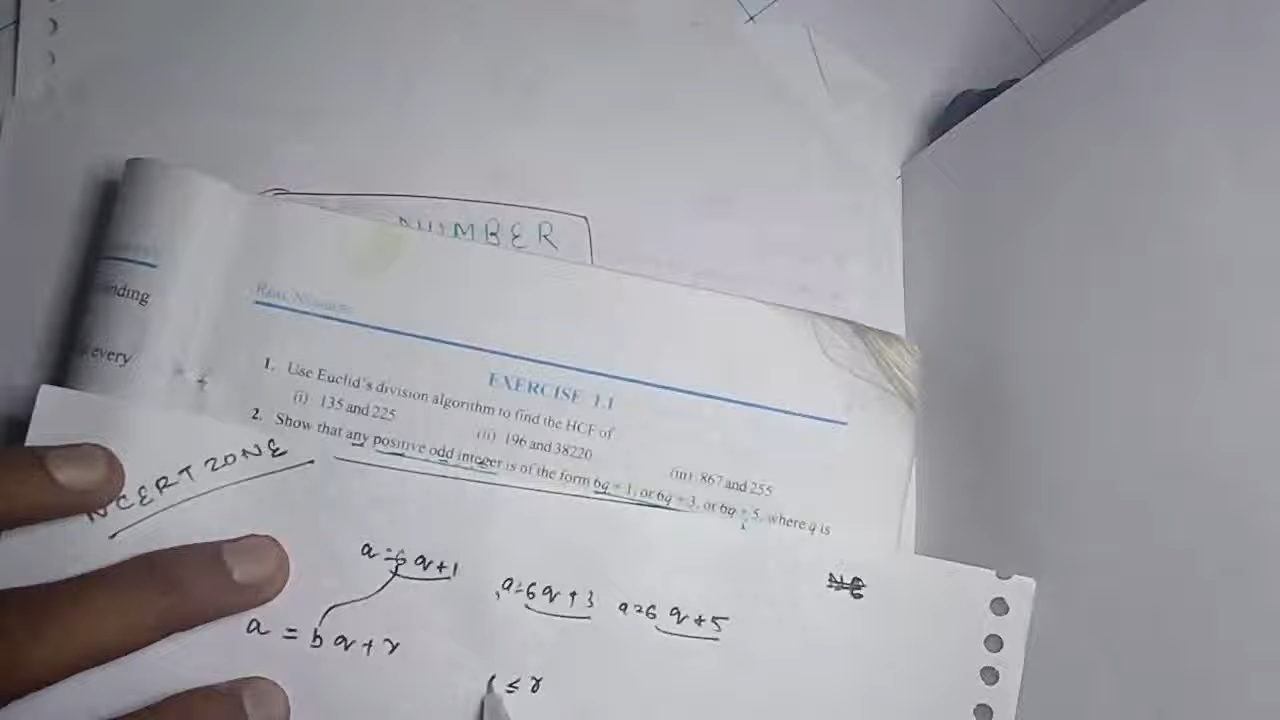 NUMBER
nding
every
REAL NUMBERS
EXERCISE 1.1
1. Use Euclid's division algorithm to find the HCF of
(i) 135 and 225 (ii) 196 and 38220 (iii) 867 and 255
2. Show that any positive odd integer is of the form 6q + 1, or 6q + 3, or 6q + 5, where q is
NCERT ZONE
a = 6q+1 , a=6q+3 a=6q+5
a = bq+r
≤ r